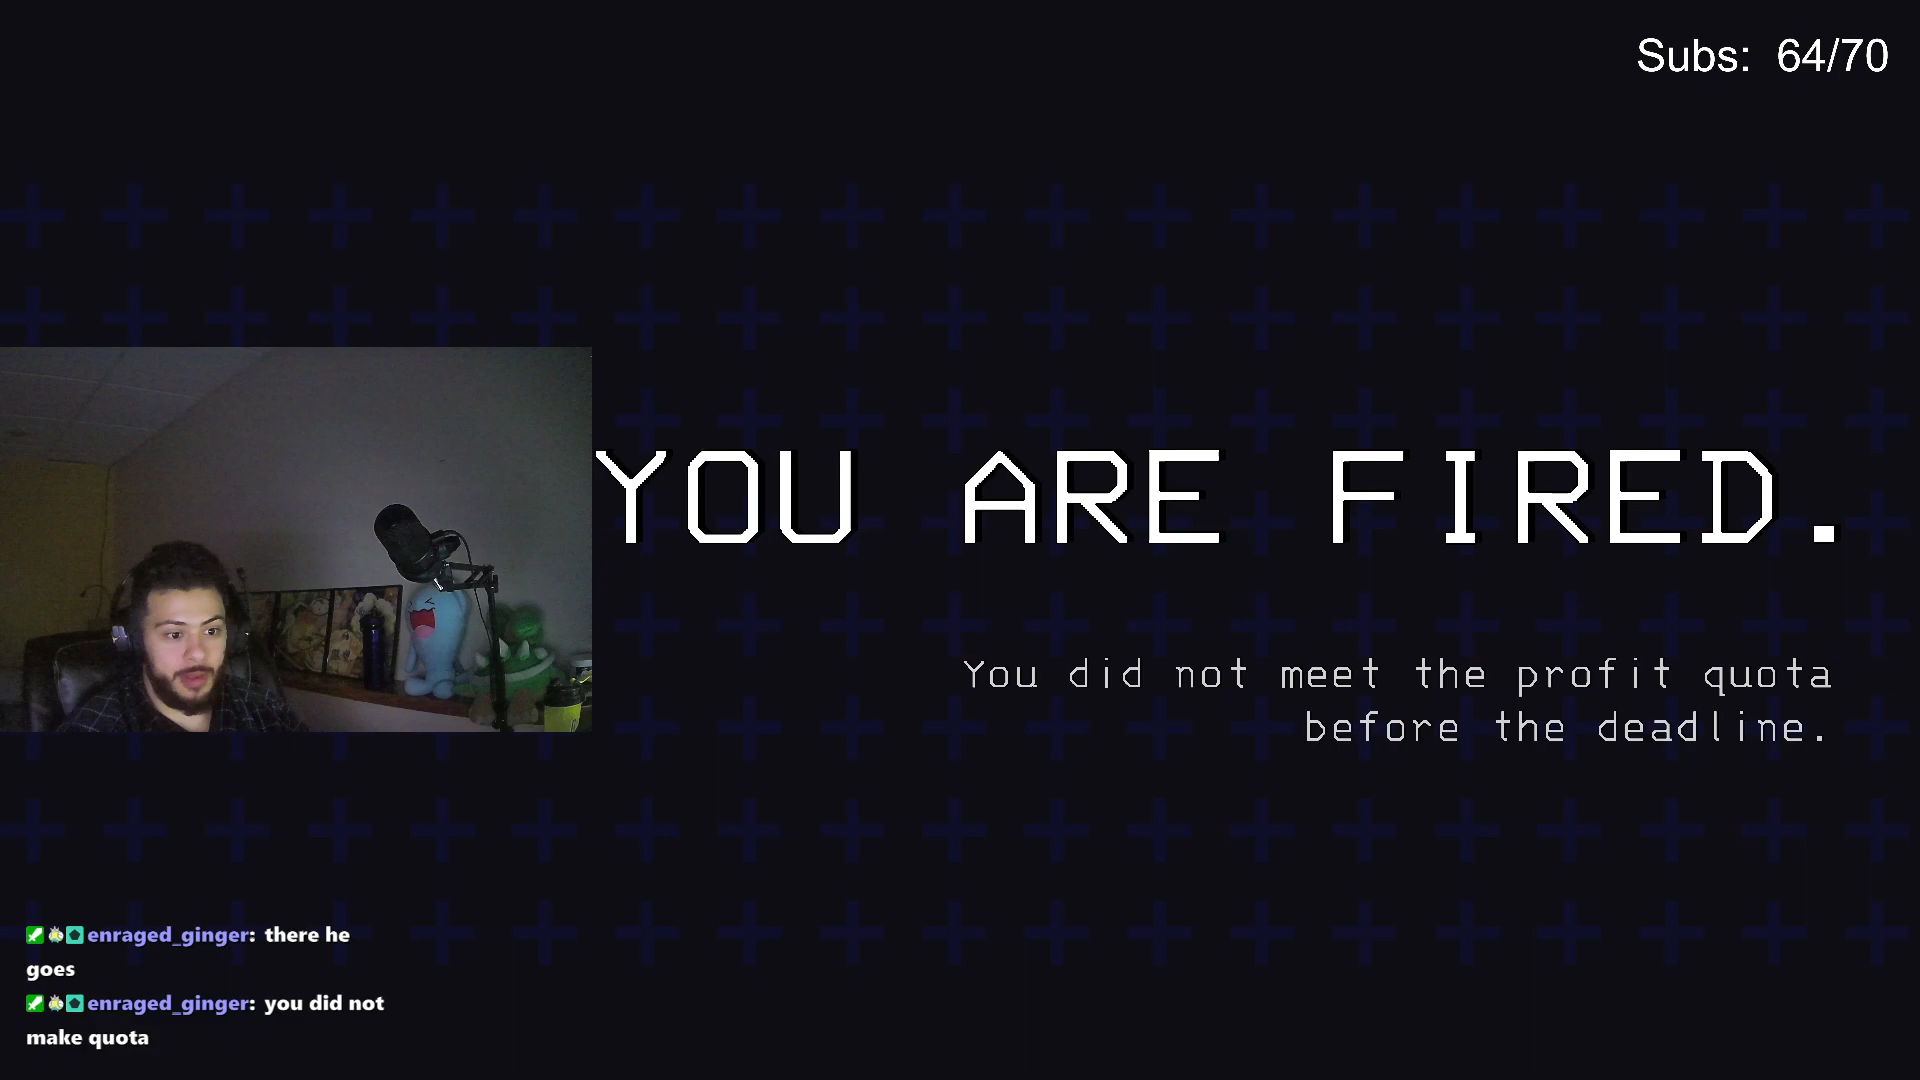 Subs: 64/70
YOU ARE FIRED.
You did not meet the profit quota
before the deadline.
enraged_ginger: there he
goes
enraged_ginger: you did not
make quota